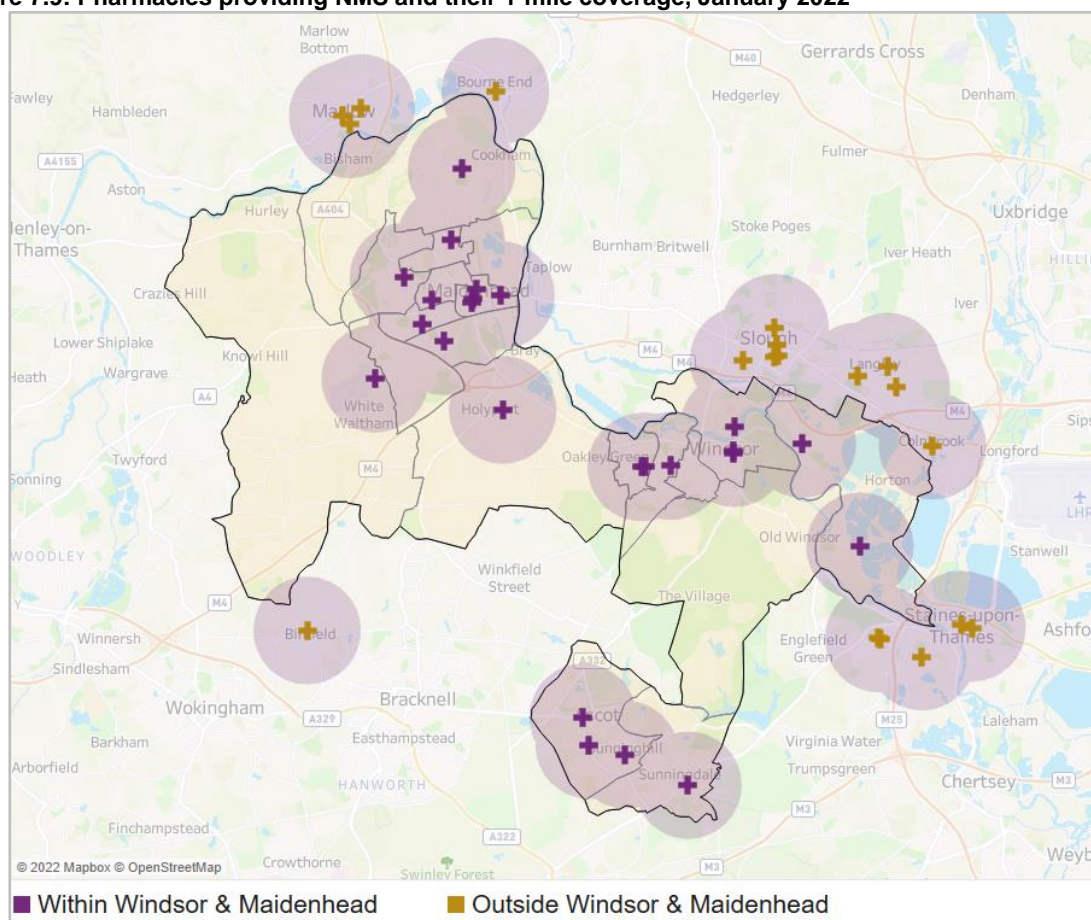 re 7.9: Pharmacies providing NMS and their 1 mile coverage, January 2022
Marlow
Bottom
Gerrards Cross
M40
Bourne End
Hedgerley
Denham
Fawley
Hambleden
Bisham
Cookham
Fulmer
A4155
Aston
Hurley
A404
Uxbridge
Henley-on-
Thames
Stoke Poges
Burnham
Britwell
Iver Heath
Taplow
Crazies Hill
Iver
Lower Shiplake
Knowl Hill
Bray
M4
M4
Slough
Langley
Wargrave
Heath
A4
White
Waltham
Holyport
M4
Colnbrook
Longford
Twyford
M4
Oakley Green
Windsor
Horton
Sonning
LHR
Old Windsor
Stanwell
WOODLEY
Winkfield
Street
The Village
M4
Binfield
Staines-upon-
Thames
Englefield
Green
Winnersh
Sindlesham
A332
Bracknell
Wokingham
A329
M25
Laleham
Barkham
Easthampstead
Virginia Water
Arborfield
Sunningdale
Trumpsgreen
Chertsey
M3
HANWORTH
M3
Finchampstead
A322
Crowthorne
Swinley Forest
M3
© 2022 Mapbox © OpenStreetMap
Within Windsor & Maidenhead
Outside Windsor & Maidenhead